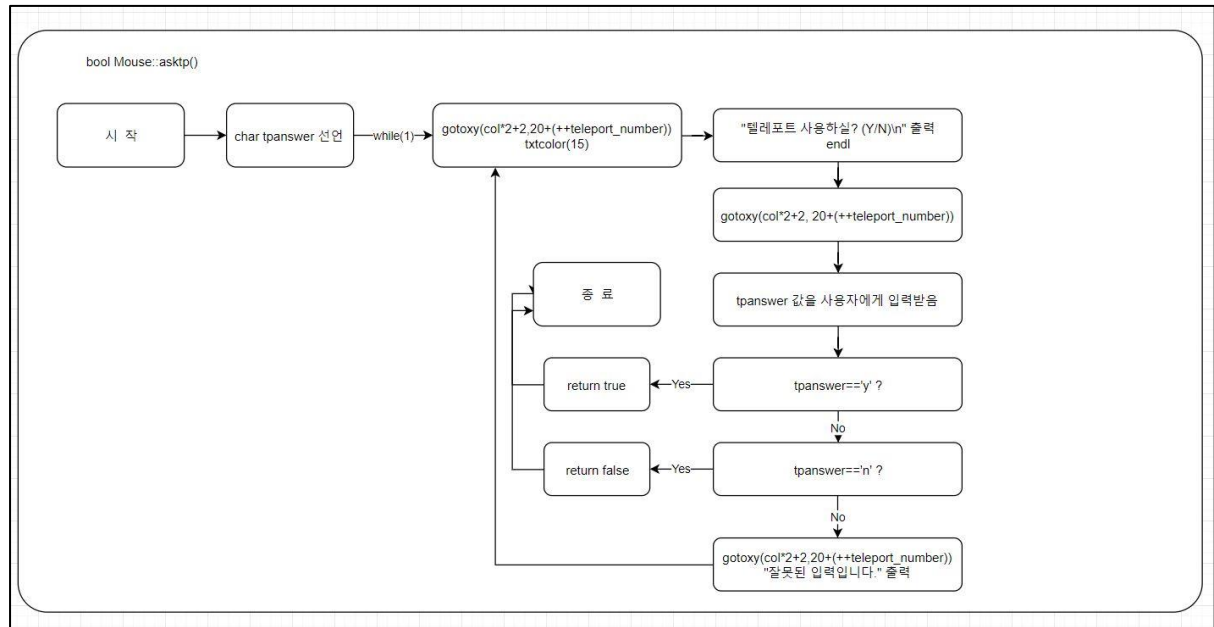 bool Mouse::asktp()
시 작
char tpanswer 선언
while(1)
gotoxy(col*2+2,20+(++teleport_number))
txtcolor(15)
"텔레포트 사용하실? (Y/N)\n" 출력
endl
gotoxy(col*2+2, 20+(++teleport_number))
tpanswer 값을 사용자에게 입력받음
tpanswer=='y' ?
Yes
return true
종 료
No
tpanswer=='n' ?
Yes
return false
No
gotoxy(col*2+2,20+(++teleport_number))
"잘못된 입력입니다." 출력